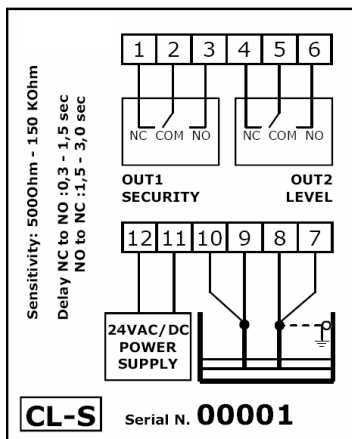 1 2 3 4 5 6
NC COM NO NC COM NO
OUT1 OUT2
SECURITY LEVEL
Sensitivity: 500Ohm - 150 KOhm
Delay NC to NO :0,3 - 1,5 sec
NO to NC :1,5 - 3,0 sec
12 11 10 9 8 7
24VAC/DC
POWER
SUPPLY
CL-S Serial N. 00001